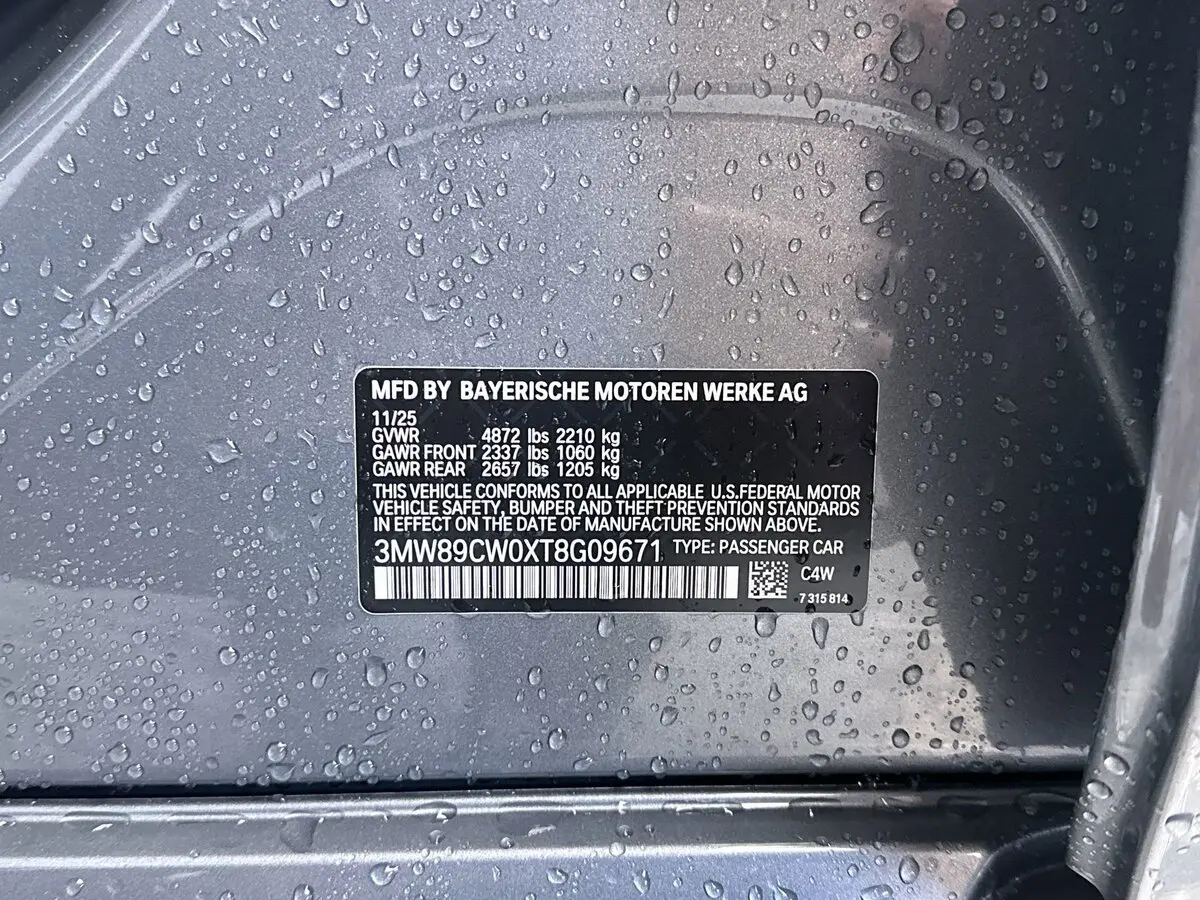 MFD BY BAYERISCHE MOTOREN WERKE AG
11/25
GVWR 4872 lbs 2210 kg
GAWR FRONT 2337 lbs 1060 kg
GAWR REAR 2657 lbs 1205 kg
THIS VEHICLE CONFORMS TO ALL APPLICABLE U.S.FEDERAL MOTOR
VEHICLE SAFETY, BUMPER AND THEFT PREVENTION STANDARDS
IN EFFECT ON THE DATE OF MANUFACTURE SHOWN ABOVE.
3MW89CW0XT8G09671 TYPE: PASSENGER CAR
C4W
7 315 814